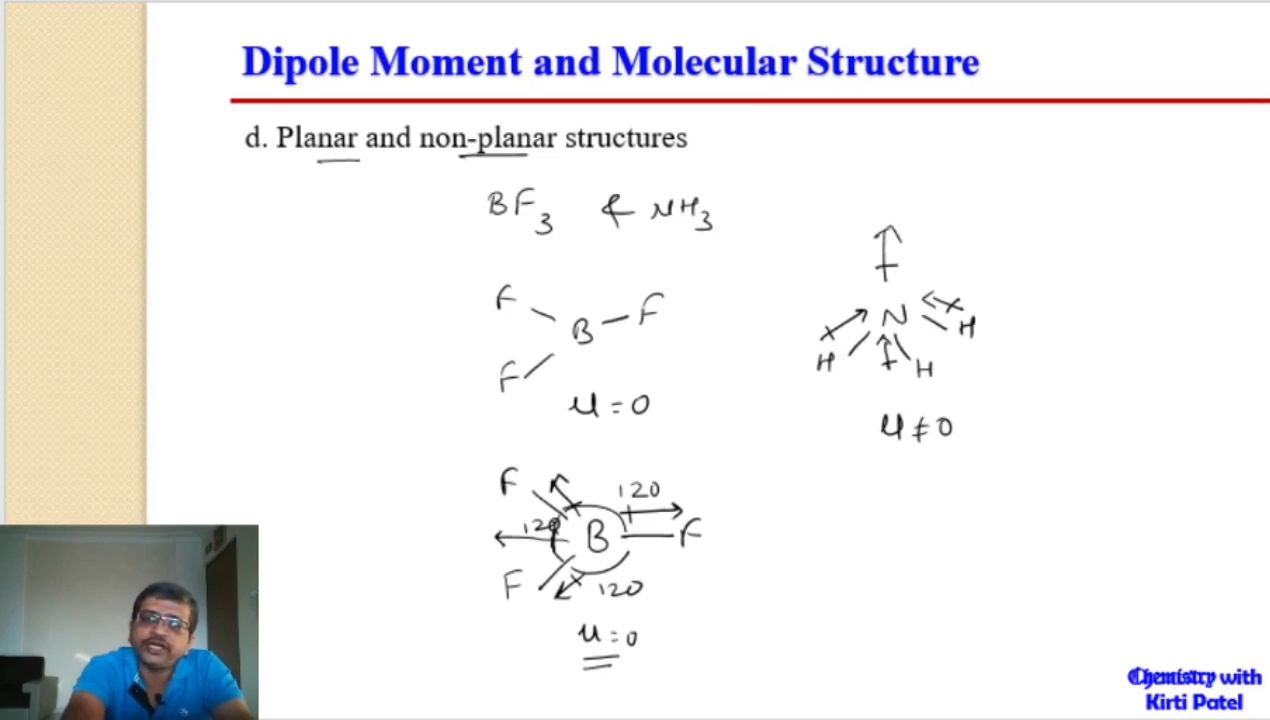 Dipole Moment and Molecular Structure
d. Planar and non-planar structures
BF3 & NH3
F
B F
F
μ = 0
N
H H
H
μ ≠ 0
F
120
120
B F
F
120
μ = 0
Chemistry with
Kirti Patel